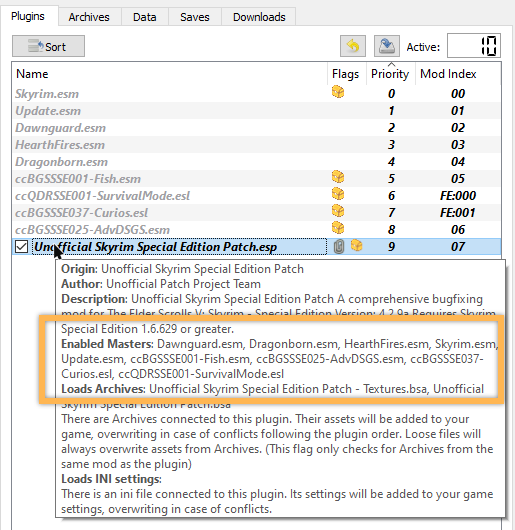 Plugins Archives Data Saves Downloads
Sort Active: 10
Name Flags Priority Mod Index
Skyrim.esm 0 00
Update.esm 1 01
Dawnguard.esm 2 02
HearthFires.esm 3 03
Dragonborn.esm 4 04
ccBGSSSE001-Fish.esm 5 05
ccQDRSSE001-SurvivalMode.esl 6 FE:000
ccBGSSSE037-Curios.esl 7 FE:001
ccBGSSSE025-AdvDSGS.esm 8 06
Unofficial Skyrim Special Edition Patch.esp 9 07
Origin: Unofficial Skyrim Special Edition Patch
Author: Unofficial Patch Project Team
Description: Unofficial Skyrim Special Edition Patch A comprehensive bugfixing
mod for The Elder Scrolls V: Skyrim - Special Edition Version: 4.2.9a Requires Skyrim
Special Edition 1.6.629 or greater.
Enabled Masters: Dawnguard.esm, Dragonborn.esm, HearthFires.esm, Skyrim.esm,
Update.esm, ccBGSSSE001-Fish.esm, ccBGSSSE025-AdvDSGS.esm, ccBGSSSE037-
Curios.esl, ccQDRSSE001-SurvivalMode.esl
Loads Archives: Unofficial Skyrim Special Edition Patch - Textures.bsa, Unofficial
Skyrim Special Edition Patch.bsa
There are Archives connected to this plugin. Their assets will be added to your
game, overwriting in case of conflicts following the plugin order. Loose files will
always overwrite assets from Archives. (This flag only checks for Archives from the
same mod as the plugin)
Loads INI settings:
There is an ini file connected to this plugin. Its settings will be added to your game
settings, overwriting in case of conflicts.